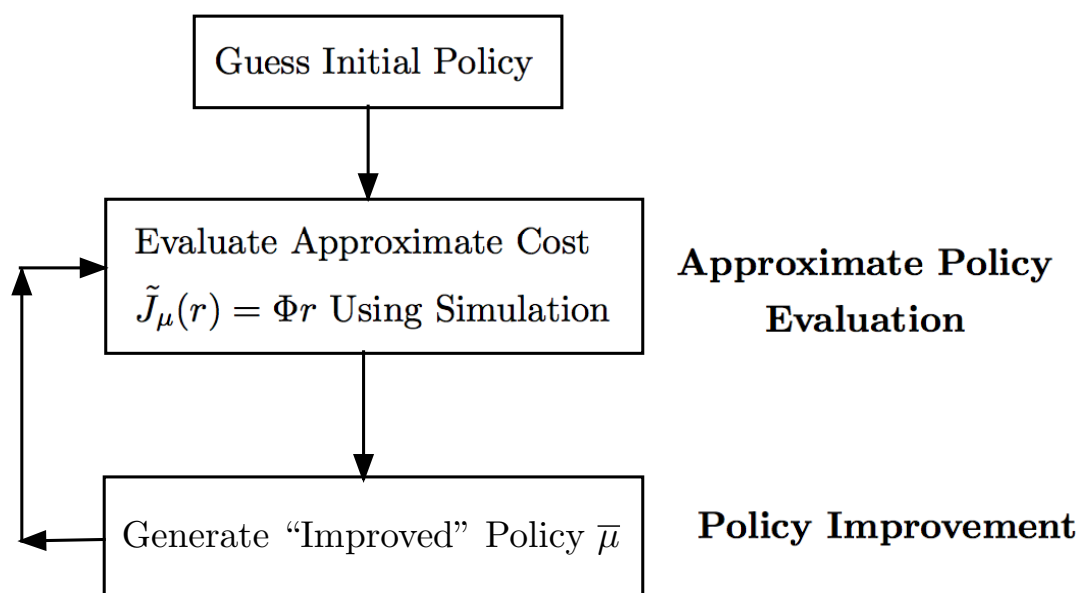 Guess Initial Policy
Evaluate Approximate Cost
J̃μ(r) = Φr Using Simulation
Approximate Policy
Evaluation
Generate “Improved” Policy μ̅
Policy Improvement